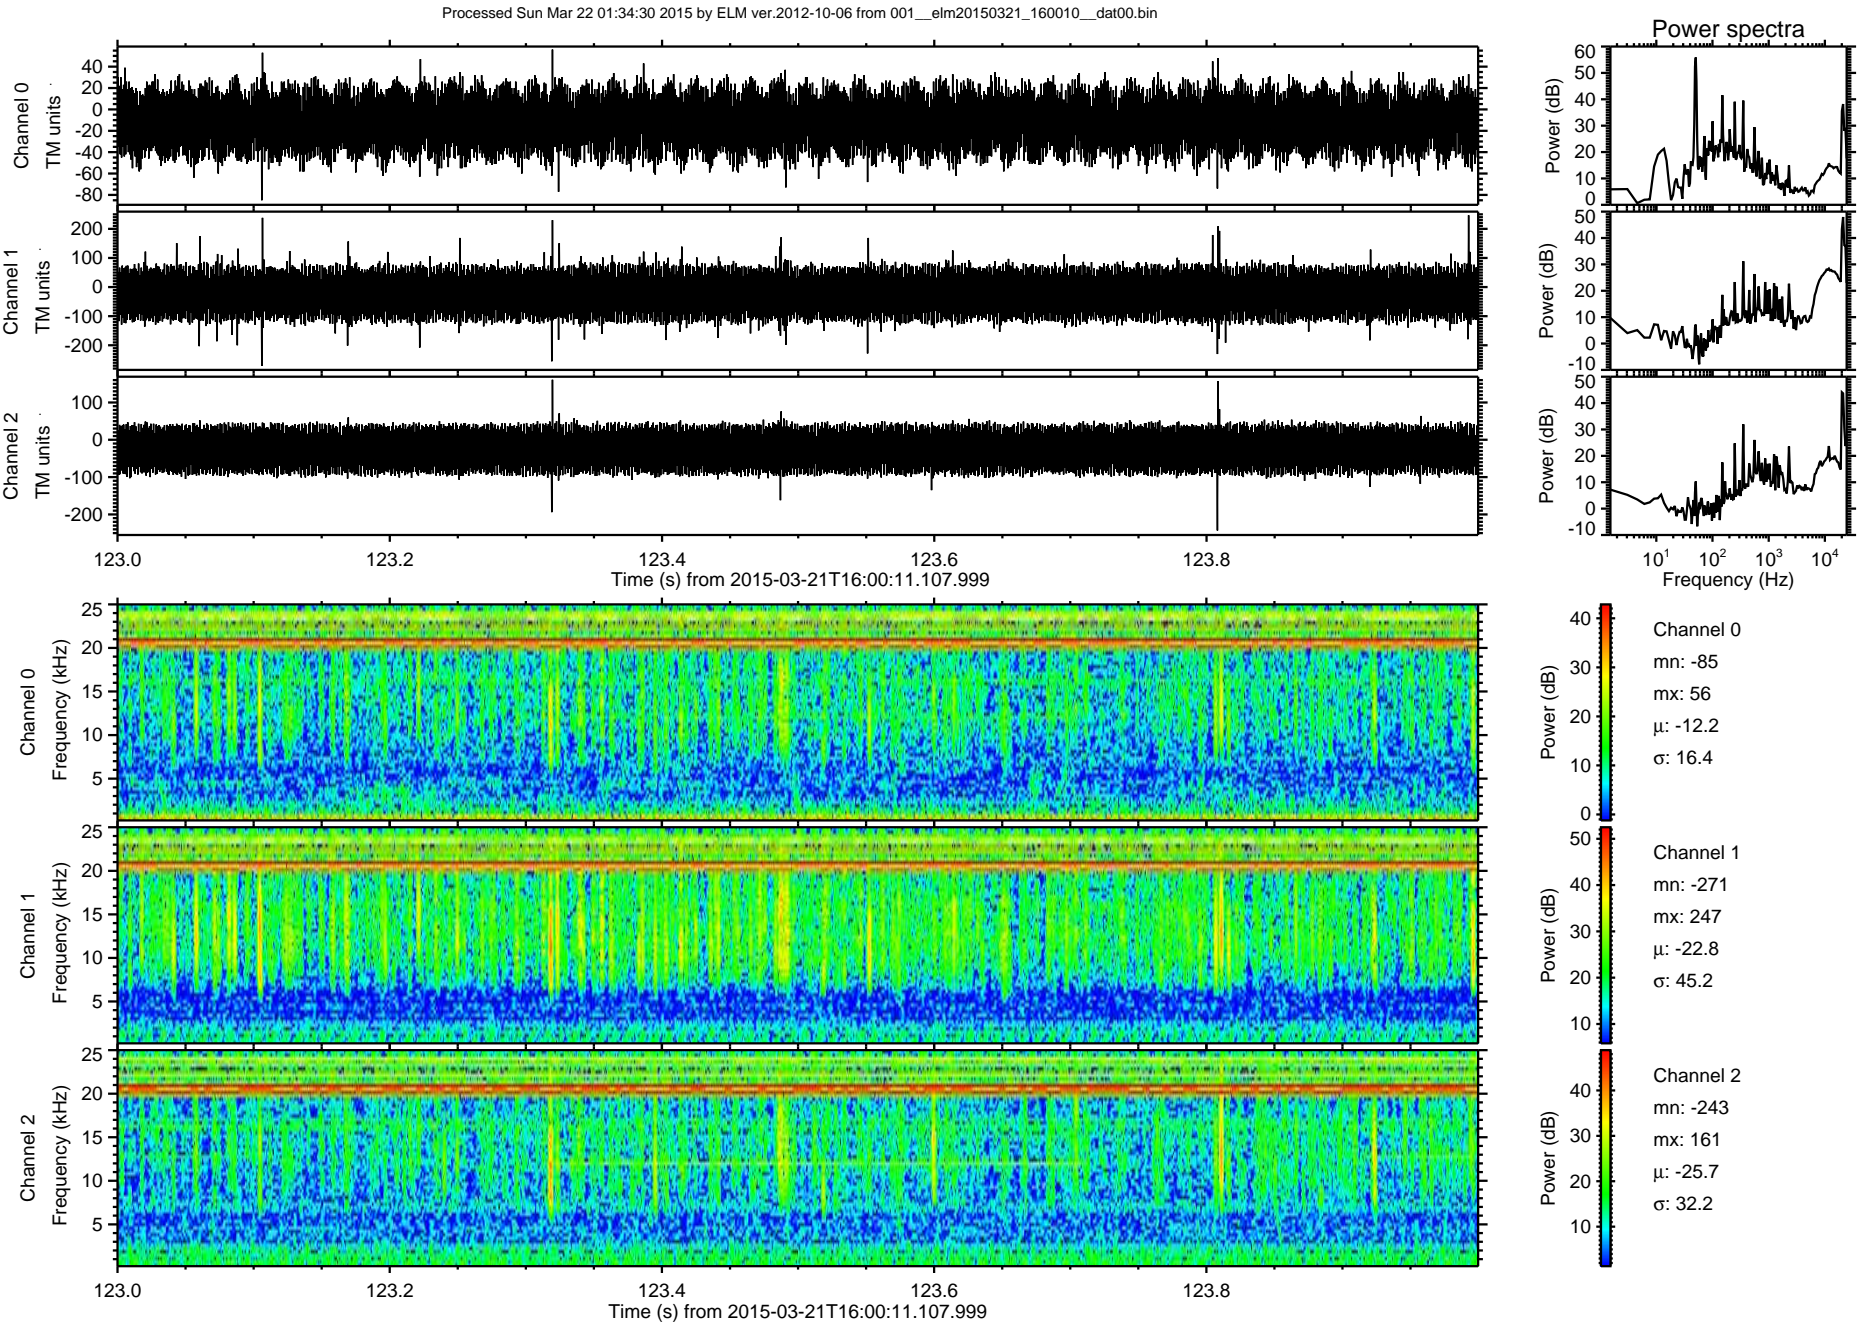 Processed Sun Mar 22 01:34:30 2015 by ELM ver.2012-10-06 from 001__elm20150321_160010__dat00.bin
Power spectra
Channel 0
TM units
40
20
0
-20
-40
-60
-80
Power (dB)
60
50
40
30
20
10
0
Channel 1
TM units
200
100
0
-100
-200
Power (dB)
50
40
30
20
10
0
-10
Channel 2
TM units
100
0
-100
-200
Power (dB)
50
40
30
20
10
0
-10
123.0 123.2 123.4 123.6 123.8
Time (s) from 2015-03-21T16:00:11.107.999
10¹ 10² 10³ 10⁴
Frequency (Hz)
Channel 0
Frequency (kHz)
25
20
15
10
5
Power (dB)
40
30
20
10
0
Channel 0
mn: -85
mx: 56
μ: -12.2
σ: 16.4
Channel 1
Frequency (kHz)
25
20
15
10
5
Power (dB)
50
40
30
20
10
Channel 1
mn: -271
mx: 247
μ: -22.8
σ: 45.2
Channel 2
Frequency (kHz)
25
20
15
10
5
Power (dB)
40
30
20
10
Channel 2
mn: -243
mx: 161
μ: -25.7
σ: 32.2
123.0 123.2 123.4 123.6 123.8
Time (s) from 2015-03-21T16:00:11.107.999